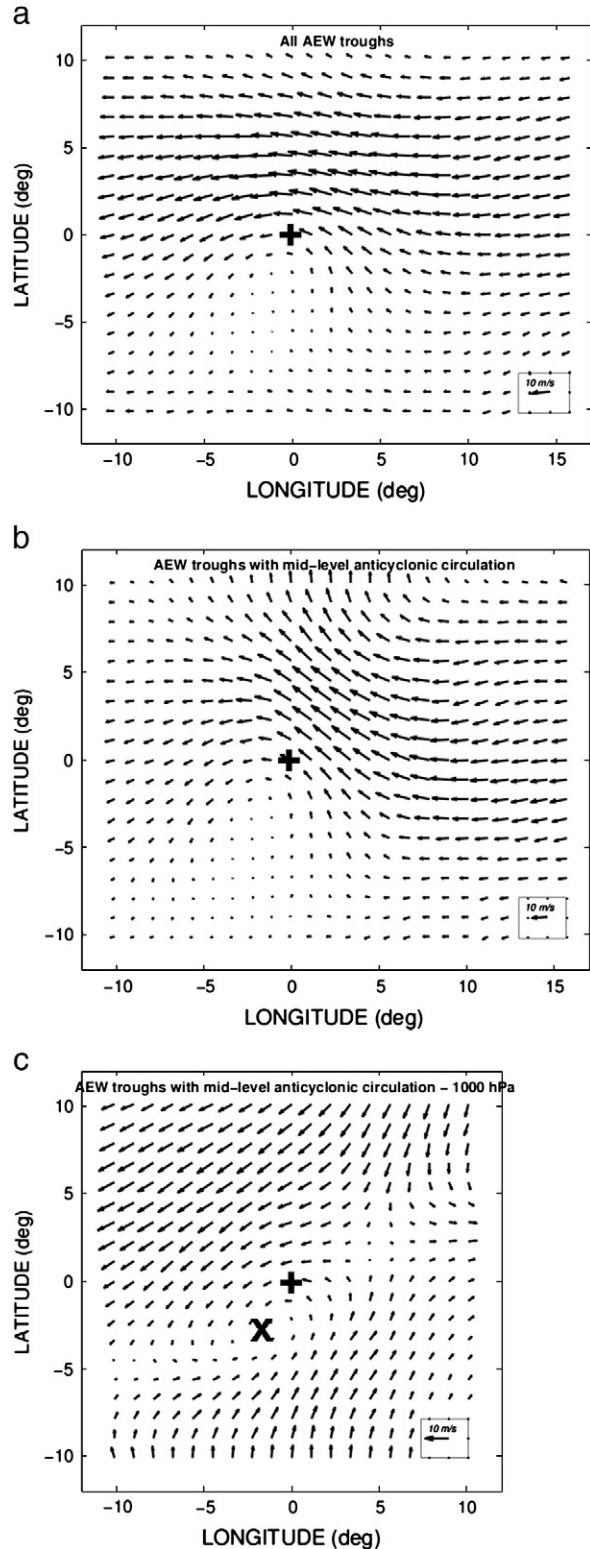 a
All AEW troughs
10
5
0
−5
−10
LATITUDE (deg)
10 m/s
−10 −5 0 5 10 15
LONGITUDE (deg)
b
AEW troughs with mid−level anticyclonic circulation
10
5
0
−5
−10
LATITUDE (deg)
10 m/s
−10 −5 0 5 10 15
LONGITUDE (deg)
c
AEW troughs with mid−level anticyclonic circulation − 1000 hPa
10
5
0
−5
−10
LATITUDE (deg)
X
10 m/s
−10 −5 0 5 10
LONGITUDE (deg)